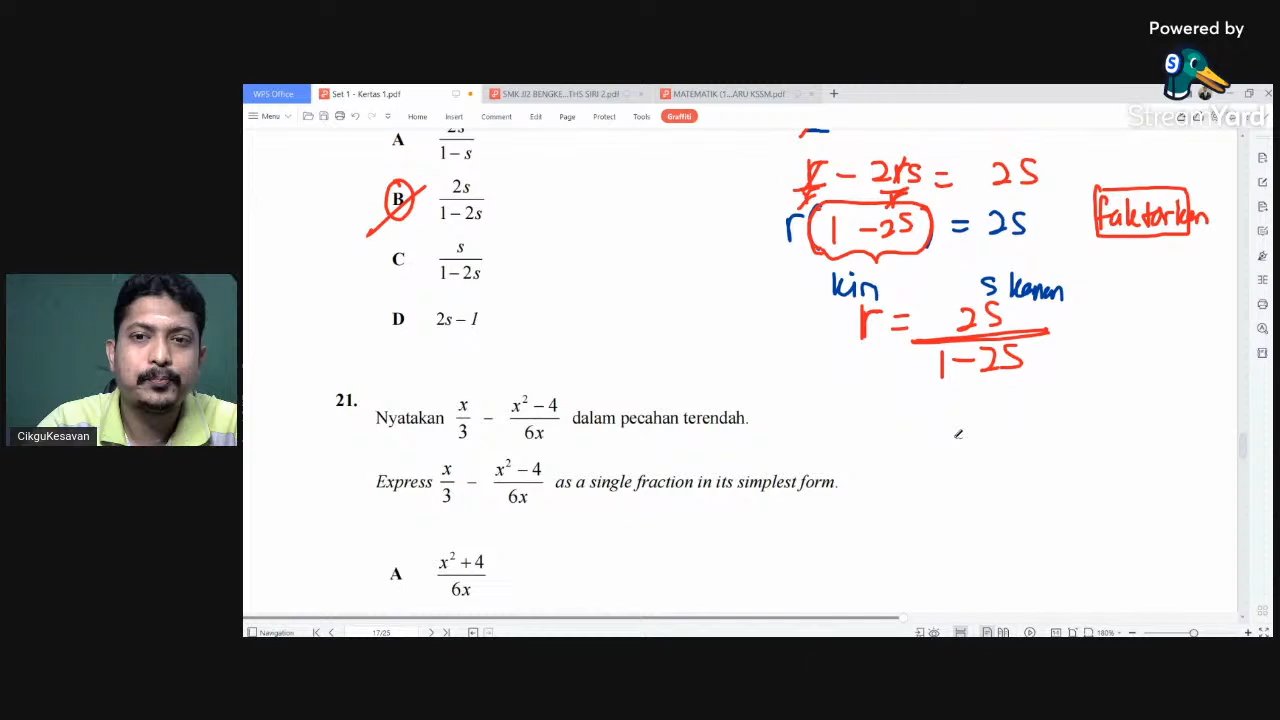 Powered by
S
StreamYard
WPS Office
Set 1 - Kertas 1.pdf
SMK JJ2 BENGKE...THS SIRI 2.pdf
MATEMATIK (1...ARU KSSM.pdf
Menu
Home
Insert
Comment
Edit
Page
Protect
Tools
Graffiti
A 2s / 1 – s
B 2s / 1 – 2s
C s / 1 – 2s
D 2s – 1
r - 2rs = 2s
r (1 - 2s) = 2s
faktorkan
kiri
s kanan
r = 2s / 1 - 2s
21.
Nyatakan x/3 – x² – 4 / 6x dalam pecahan terendah.
Express x/3 – x² – 4 / 6x as a single fraction in its simplest form.
A x² + 4 / 6x
CikguKesavan
Navigation
17/25
180%